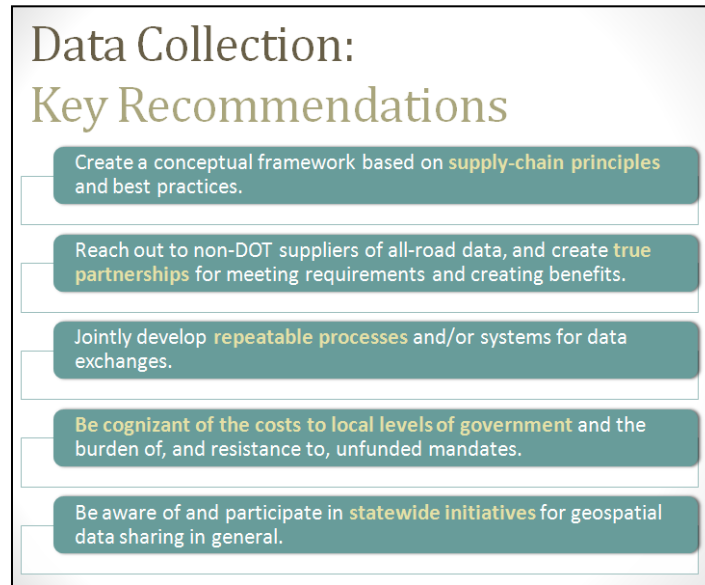 Data Collection:
Key Recommendations
Create a conceptual framework based on supply-chain principles
and best practices.
Reach out to non-DOT suppliers of all-road data, and create true
partnerships for meeting requirements and creating benefits.
Jointly develop repeatable processes and/or systems for data
exchanges.
Be cognizant of the costs to local levels of government and the
burden of, and resistance to, unfunded mandates.
Be aware of and participate in statewide initiatives for geospatial
data sharing in general.